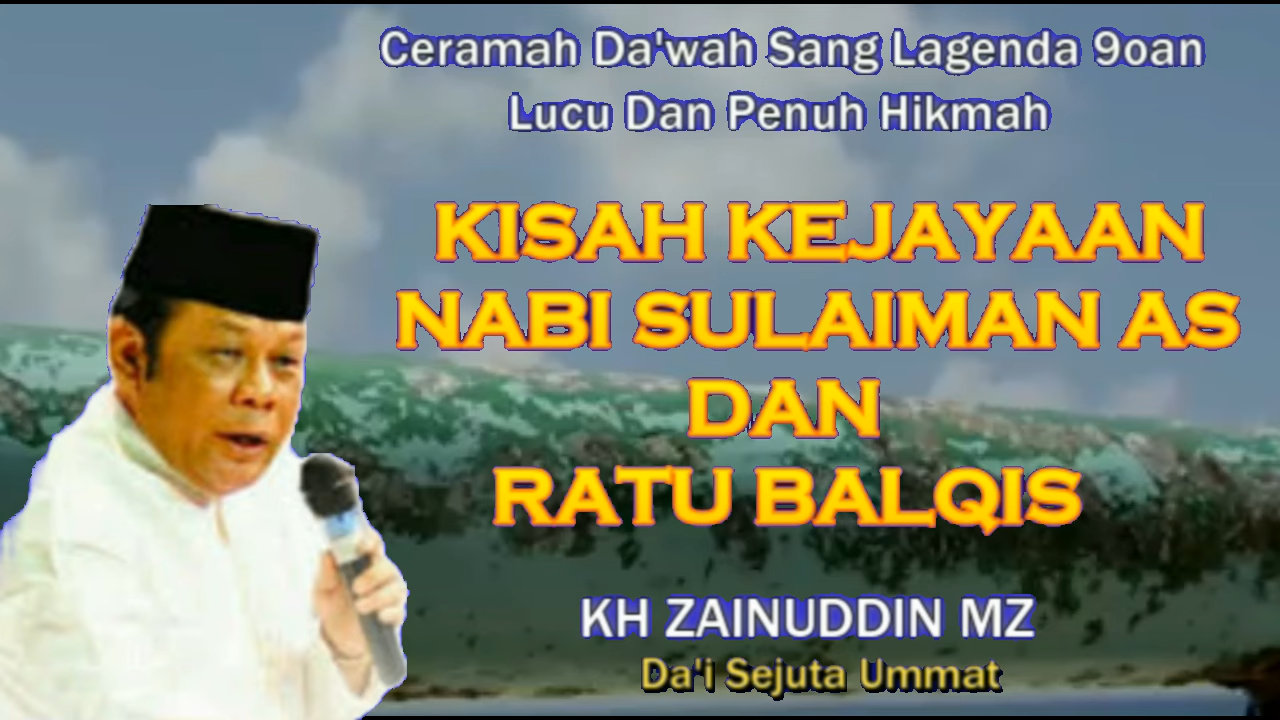 Ceramah Da'wah Sang Lagenda 9oan
Lucu Dan Penuh Hikmah
KISAH KEJAYAAN
NABI SULAIMAN AS
DAN
RATU BALQIS
KH ZAINUDDIN MZ
Da'i Sejuta Ummat